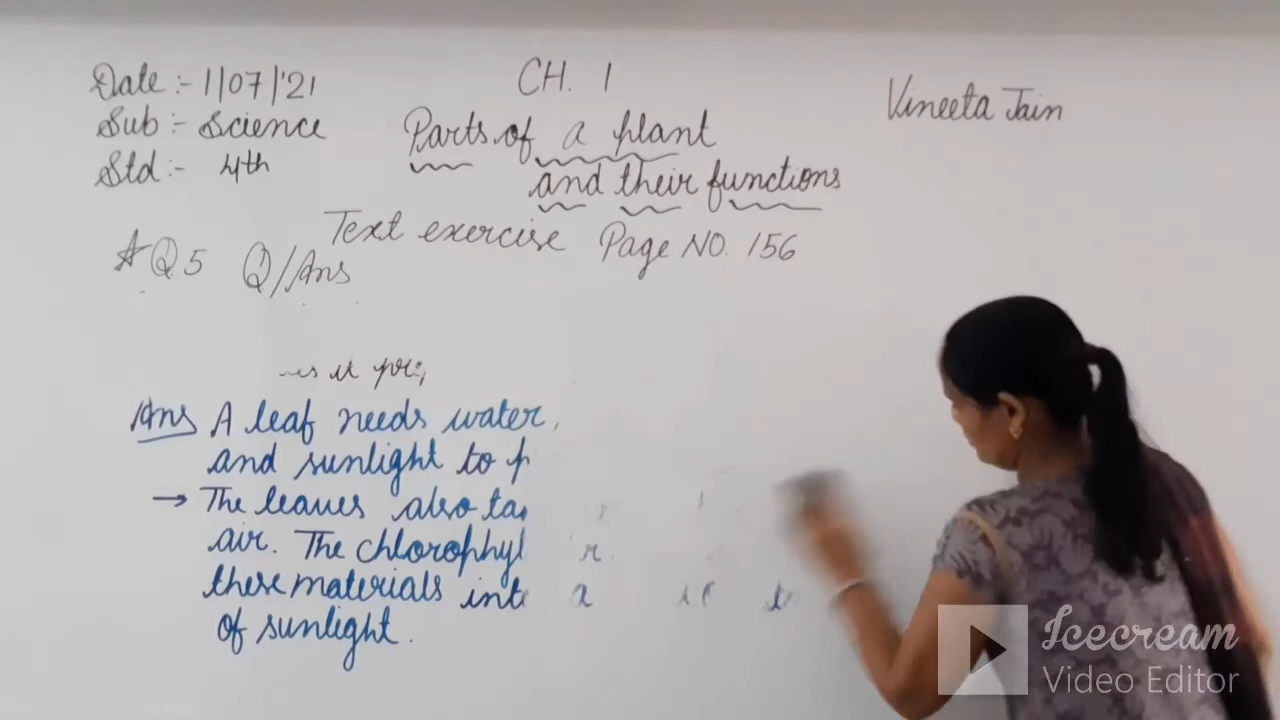 Date :- 1/07/'21
CH. 1
Vineeta Jain
Sub :- Science
Parts of a plant
Std :- 4th
and their functions
Text exercise Page NO. 156
Q5 Q/Ans
it
Ans A leaf needs water,
and sunlight to
→ The leaves also
air. The
these materials
of sunlight.
Icecream
Video Editor